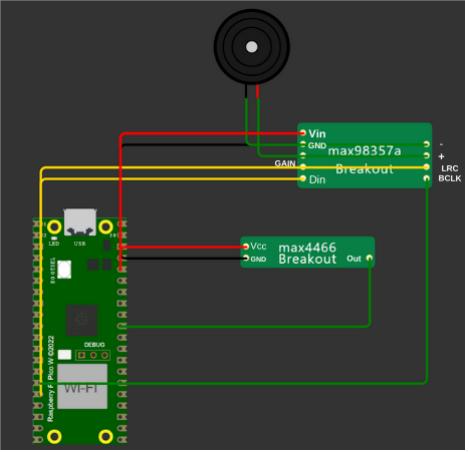 Vin
GND
max98357a
-
+
GAIN
LRC
Breakout
Din
BCLK
Vcc
max4466
GND
Breakout
Out
LED
USB
BOOTSEL
DEBUG
Raspberry Pi Pico W ©2022
Wi-Fi